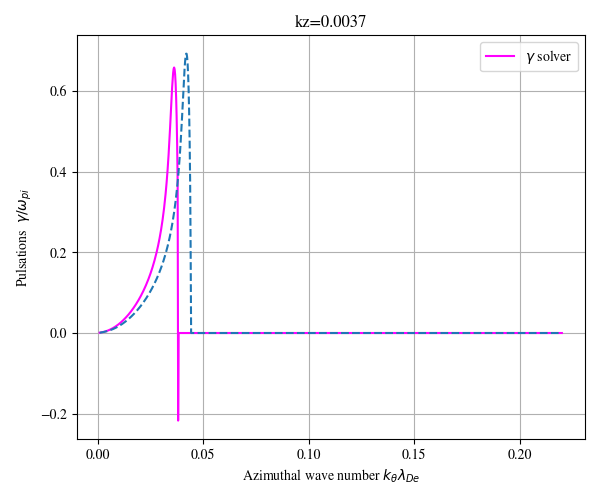 kz=0.0037
γ solver
Pulsations γ/ω_pi
0.6
0.4
0.2
0.0
−0.2
0.00 0.05 0.10 0.15 0.20
Azimuthal wave number k_θλ_De